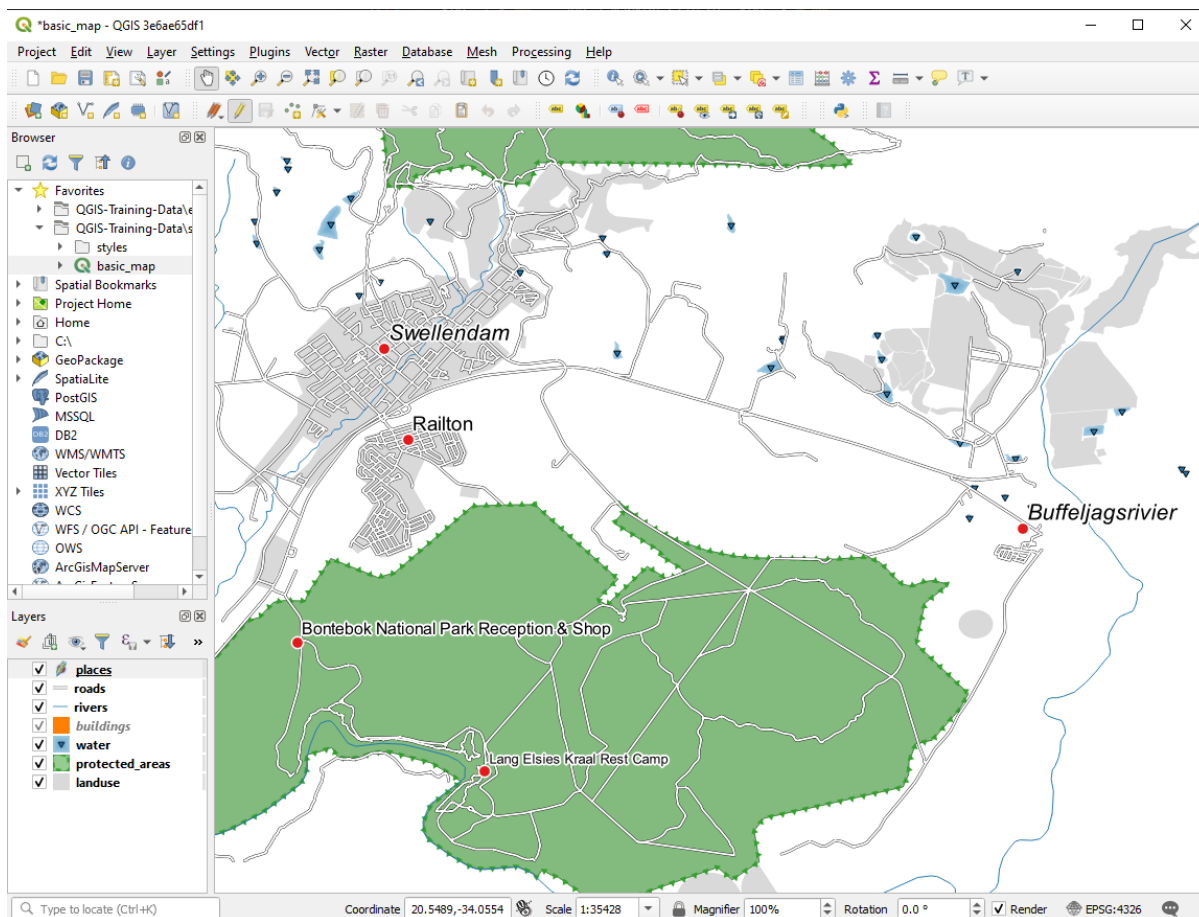 *basic_map - QGIS 3e6ae65df1
Project Edit View Layer Settings Plugins Vector Raster Database Mesh Processing Help
Browser
Favorites
QGIS-Training-Data\e
QGIS-Training-Data\s
styles
basic_map
Spatial Bookmarks
Project Home
Home
C:\
GeoPackage
SpatiaLite
PostGIS
MSSQL
DB2
WMS/WMTS
Vector Tiles
XYZ Tiles
WCS
WFS / OGC API - Feature
OWS
ArcGisMapServer
Layers
places
roads
rivers
buildings
water
protected_areas
landuse
Swellendam
Railton
Buffeljagsrivier
Bontebok National Park Reception & Shop
Lang Elsies Kraal Rest Camp
Type to locate (Ctrl+K) Coordinate 20.5489,-34.0554 Scale 1:35428 Magnifier 100% Rotation 0.0 ° Render EPSG:4326